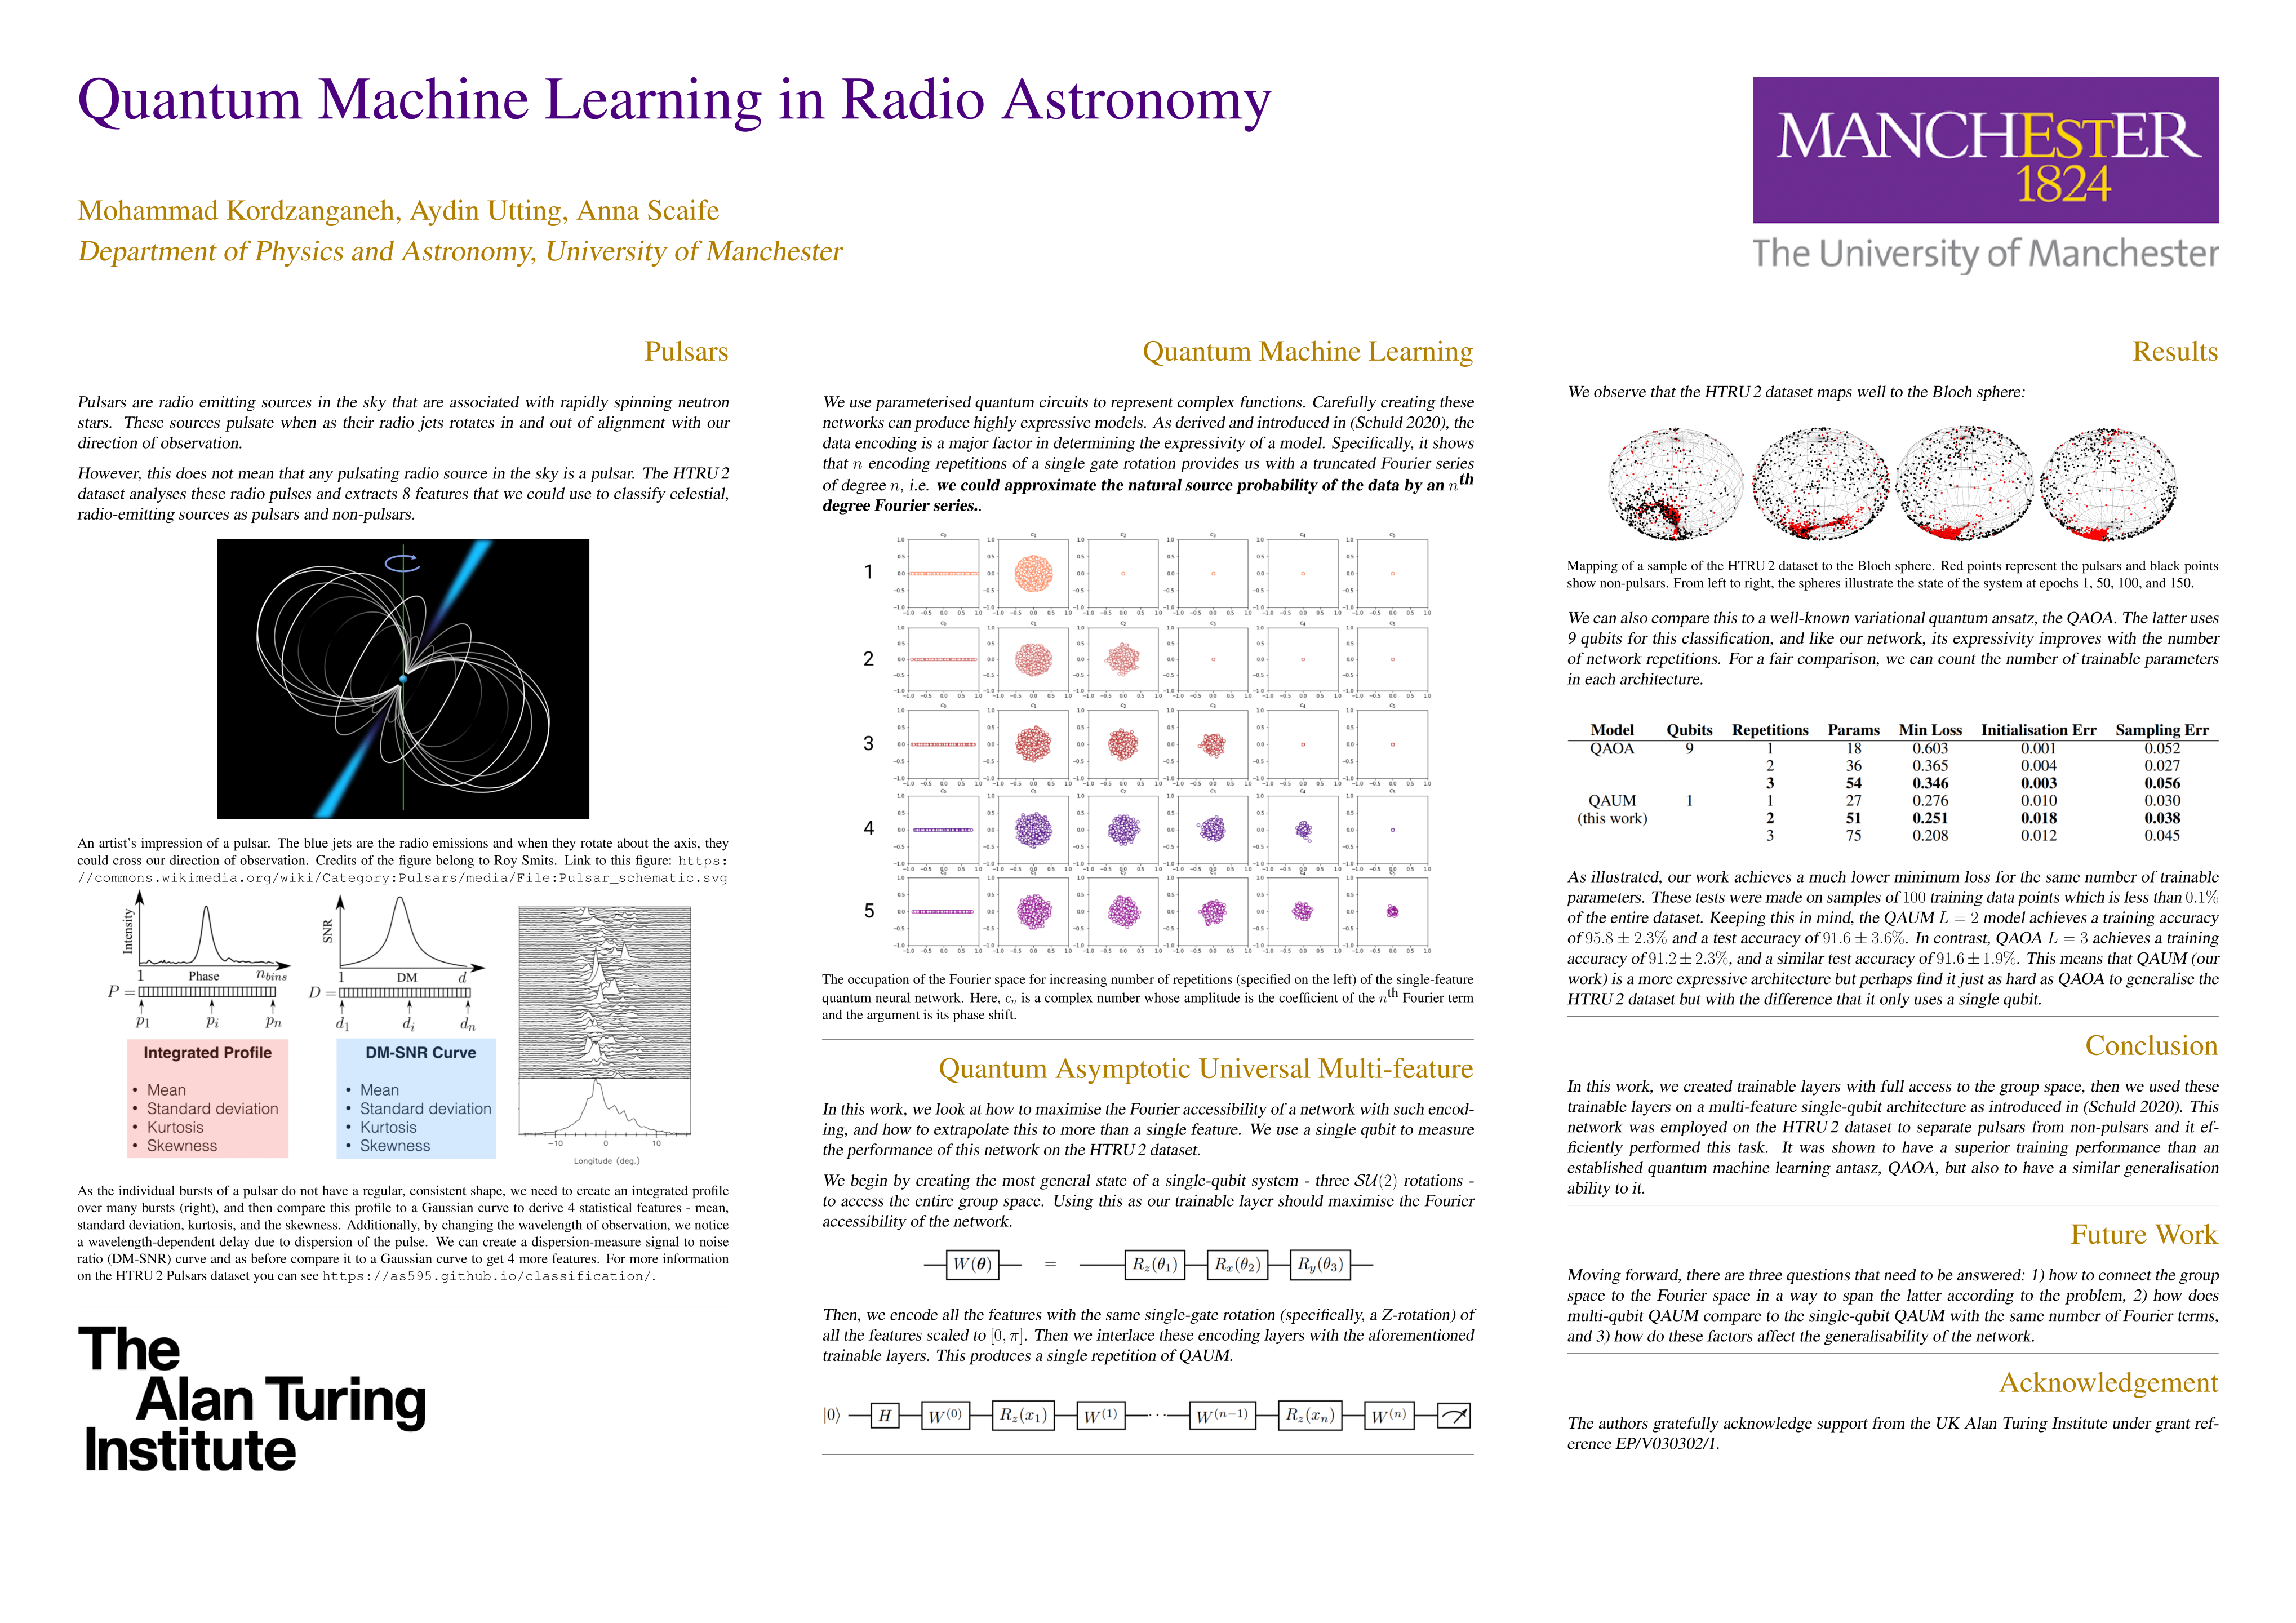 Quantum Machine Learning in Radio Astronomy
Mohammad Kordzanganeh, Aydin Utting, Anna Scaife
Department of Physics and Astronomy, University of Manchester
MANCHESTER
1824
The University of Manchester
Pulsars
Pulsars are radio emitting sources in the sky that are associated with rapidly spinning neutron
stars. These sources pulsate when as their radio jets rotates in and out of alignment with our
direction of observation.
However, this does not mean that any pulsating radio source in the sky is a pulsar. The HTRU 2
dataset analyses these radio pulses and extracts 8 features that we could use to classify celestial,
radio-emitting sources as pulsars and non-pulsars.
An artist's impression of a pulsar. The blue jets are the radio emissions and when they rotate about the axis, they
could cross our direction of observation. Credits of the figure belong to Roy Smits. Link to this figure: https:
//commons.wikimedia.org/wiki/Category:Pulsars/media/File:Pulsar_schematic.svg
Intensity
1 Phase n_bins
P =
p1 pi pn
SNR
1 DM d
D =
d1 di dn
Integrated Profile
• Mean
• Standard deviation
• Kurtosis
• Skewness
DM-SNR Curve
• Mean
• Standard deviation
• Kurtosis
• Skewness
−10 0 10
Longitude (deg.)
As the individual bursts of a pulsar do not have a regular, consistent shape, we need to create an integrated profile
over many bursts (right), and then compare this profile to a Gaussian curve to derive 4 statistical features - mean,
standard deviation, kurtosis, and the skewness. Additionally, by changing the wavelength of observation, we notice
a wavelength-dependent delay due to dispersion of the pulse. We can create a dispersion-measure signal to noise
ratio (DM-SNR) curve and as before compare it to a Gaussian curve to get 4 more features. For more information
on the HTRU 2 Pulsars dataset you can see https://as595.github.io/classification/.
The
Alan Turing
Institute
Quantum Machine Learning
We use parameterised quantum circuits to represent complex functions. Carefully creating these
networks can produce highly expressive models. As derived and introduced in (Schuld 2020), the
data encoding is a major factor in determining the expressivity of a model. Specifically, it shows
that n encoding repetitions of a single gate rotation provides us with a truncated Fourier series
of degree n, i.e. we could approximate the natural source probability of the data by an n^th
degree Fourier series..
c0 c1 c2 c3 c4 c5
1
2
3
4
5
The occupation of the Fourier space for increasing number of repetitions (specified on the left) of the single-feature
quantum neural network. Here, c_n is a complex number whose amplitude is the coefficient of the n^th Fourier term
and the argument is its phase shift.
Quantum Asymptotic Universal Multi-feature
In this work, we look at how to maximise the Fourier accessibility of a network with such encod-
ing, and how to extrapolate this to more than a single feature. We use a single qubit to measure
the performance of this network on the HTRU 2 dataset.
We begin by creating the most general state of a single-qubit system - three SU(2) rotations -
to access the entire group space. Using this as our trainable layer should maximise the Fourier
accessibility of the network.
W(θ) = Rz(θ1) Rx(θ2) Ry(θ3)
Then, we encode all the features with the same single-gate rotation (specifically, a Z-rotation) of
all the features scaled to [0, π]. Then we interlace these encoding layers with the aforementioned
trainable layers. This produces a single repetition of QAUM.
|0⟩ H W^(0) Rz(x1) W^(1) ··· W^(n−1) Rz(xn) W^(n)
Results
We observe that the HTRU 2 dataset maps well to the Bloch sphere:
Mapping of a sample of the HTRU 2 dataset to the Bloch sphere. Red points represent the pulsars and black points
show non-pulsars. From left to right, the spheres illustrate the state of the system at epochs 1, 50, 100, and 150.
We can also compare this to a well-known variational quantum ansatz, the QAOA. The latter uses
9 qubits for this classification, and like our network, its expressivity improves with the number
of network repetitions. For a fair comparison, we can count the number of trainable parameters
in each architecture.
Model Qubits Repetitions Params Min Loss Initialisation Err Sampling Err
QAOA 9 1 18 0.603 0.001 0.052
2 36 0.365 0.004 0.027
3 54 0.346 0.003 0.056
QAUM 1 1 27 0.276 0.010 0.030
(this work) 2 51 0.251 0.018 0.038
3 75 0.208 0.012 0.045
As illustrated, our work achieves a much lower minimum loss for the same number of trainable
parameters. These tests were made on samples of 100 training data points which is less than 0.1%
of the entire dataset. Keeping this in mind, the QAUM L = 2 model achieves a training accuracy
of 95.8 ± 2.3% and a test accuracy of 91.6 ± 3.6%. In contrast, QAOA L = 3 achieves a training
accuracy of 91.2 ± 2.3%, and a similar test accuracy of 91.6 ± 1.9%. This means that QAUM (our
work) is a more expressive architecture but perhaps find it just as hard as QAOA to generalise the
HTRU 2 dataset but with the difference that it only uses a single qubit.
Conclusion
In this work, we created trainable layers with full access to the group space, then we used these
trainable layers on a multi-feature single-qubit architecture as introduced in (Schuld 2020). This
network was employed on the HTRU 2 dataset to separate pulsars from non-pulsars and it ef-
ficiently performed this task. It was shown to have a superior training performance than an
established quantum machine learning antasz, QAOA, but also to have a similar generalisation
ability to it.
Future Work
Moving forward, there are three questions that need to be answered: 1) how to connect the group
space to the Fourier space in a way to span the latter according to the problem, 2) how does
multi-qubit QAUM compare to the single-qubit QAUM with the same number of Fourier terms,
and 3) how do these factors affect the generalisability of the network.
Acknowledgement
The authors gratefully acknowledge support from the UK Alan Turing Institute under grant ref-
erence EP/V030302/1.